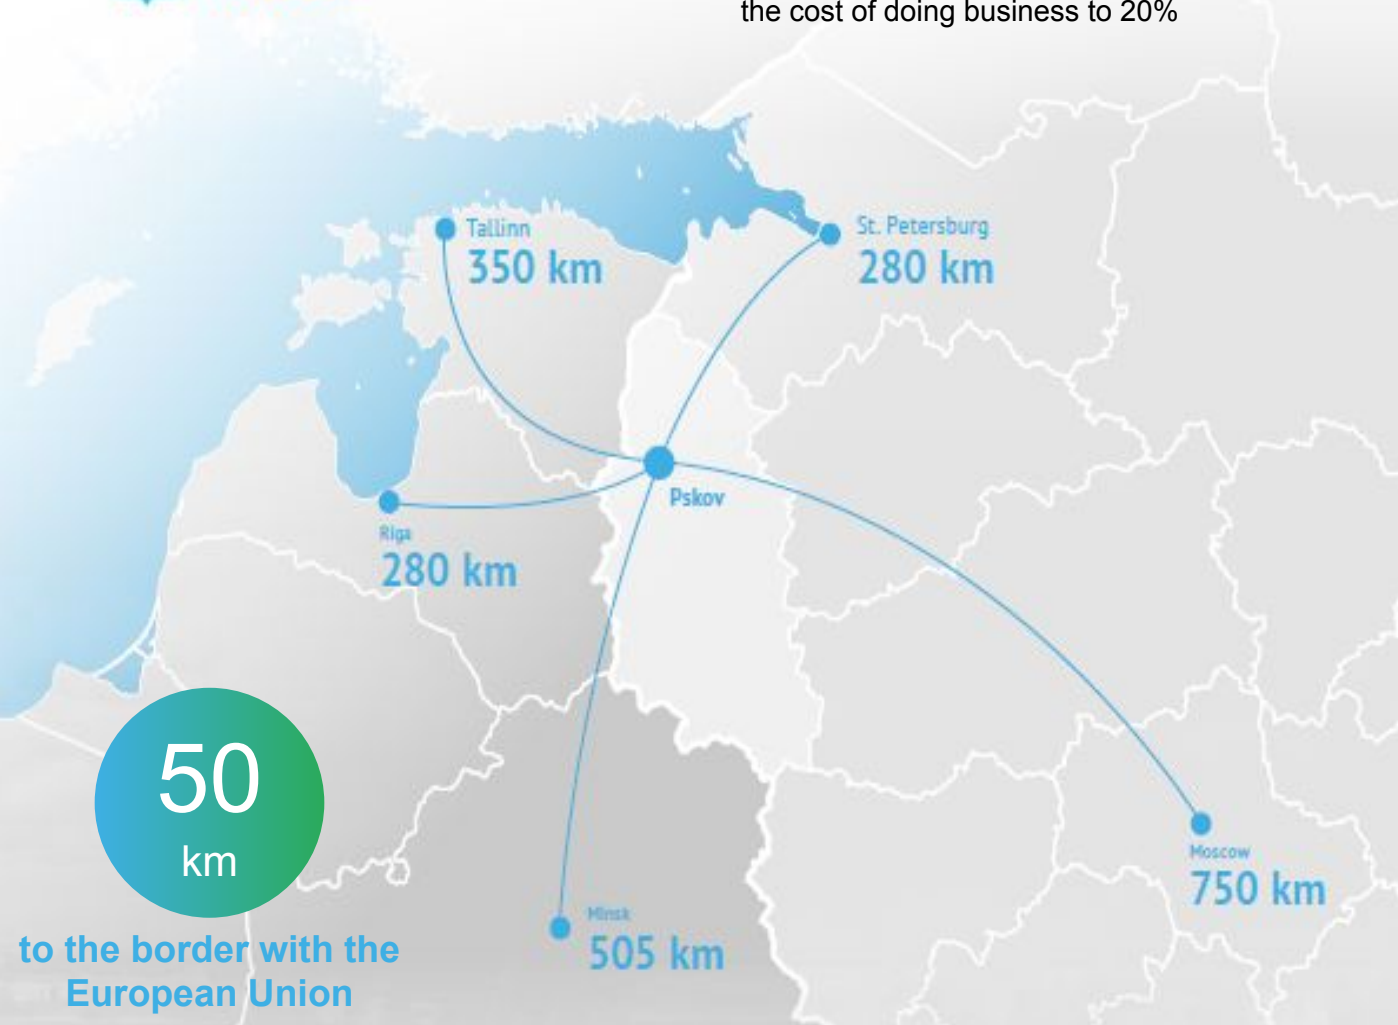 the cost of doing business to 20%
Tallinn
350 km
St. Petersburg
280 km
Pskov
Riga
280 km
50
km
to the border with the
European Union
Minsk
505 km
Moscow
750 km